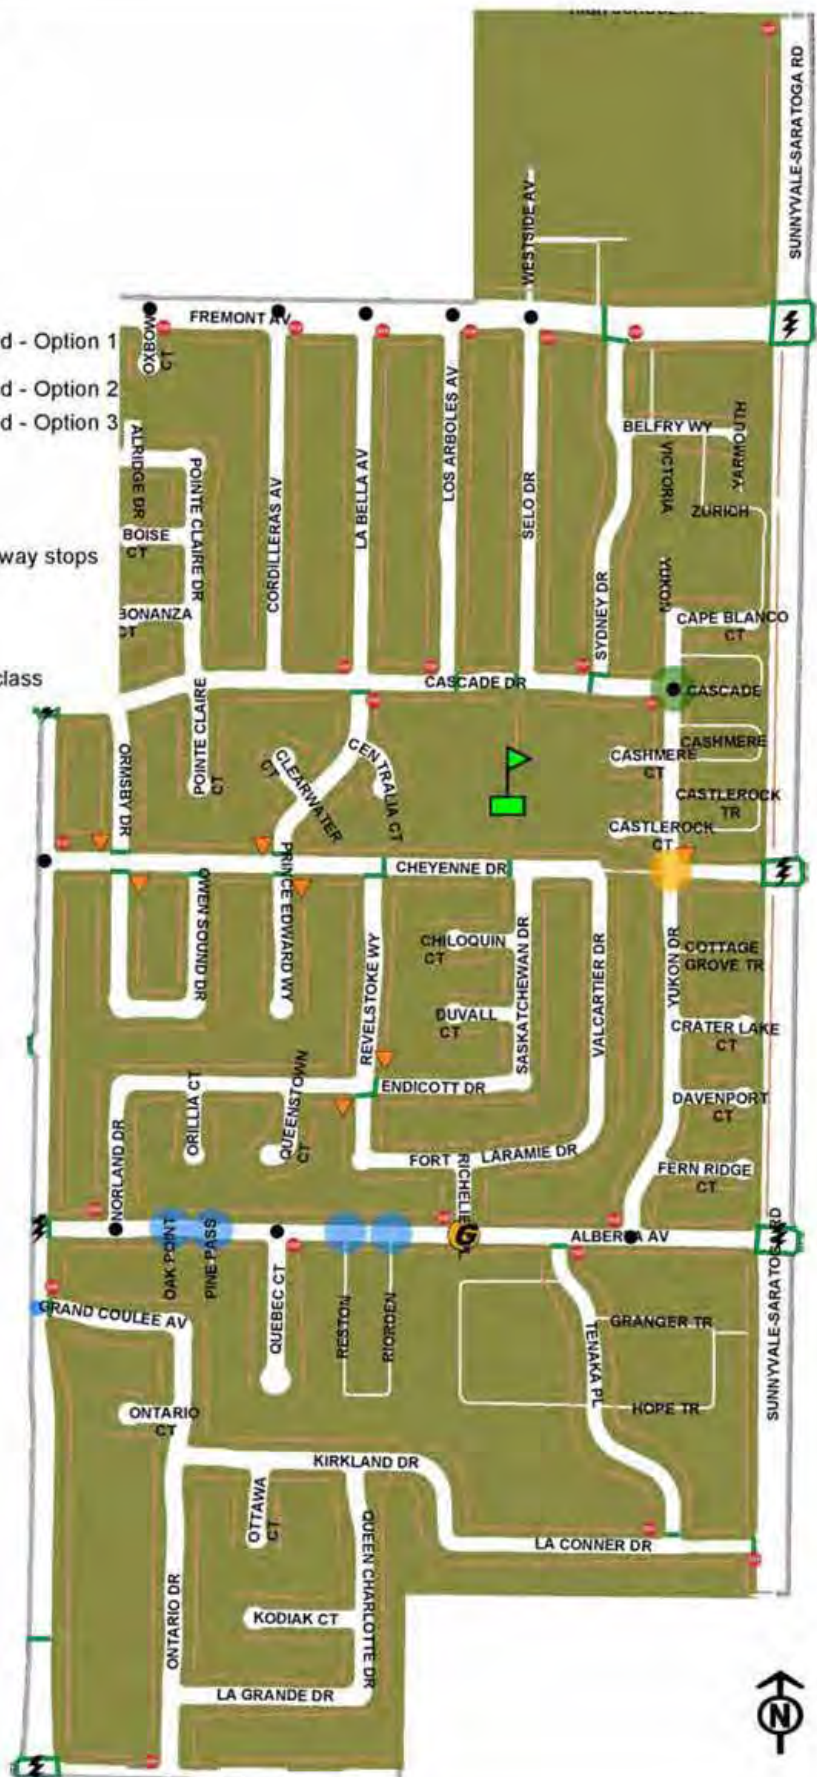 SUNNYVALE-SARATOGA RD
WESTSIDE AV
FREMONT AV
OXBOW
CT
d - Option 1
d - Option 2
d - Option 3
ALRIDGE DR
POINTE CLAIRE DR
CORDILLERAS AV
LA BELLA AV
LOS ARBOLES AV
SELO DR
BELFRY WY
VICTORIA
YARMOUTH
ZURICH
BOISE
CT
way stops
SYDNEY DR
YUKON
BONANZA
CT
CAPE BLANCO
CT
class
CASCADE DR
CASCADE
ORMSBY DR
POINTE CLAIRE
CT
CLEARWATER
CT
CENTRALIA CT
CASHMERE
CT
CASHMERE
CASTLEROCK
TR
CASTLEROCK
CT
CHEYENNE DR
OWEN SOUND DR
PRINCE EDWARD WY
REVELSTOKE WY
CHILOQUIN
CT
SASKATCHEWAN DR
VALCARTIER DR
YUKON DR
COTTAGE
GROVE TR
DUVALL
CT
CRATER LAKE
CT
NORLAND DR
ORILLIA CT
QUEENSTOWN
CT
ENDICOTT DR
DAVENPORT
CT
FORT LARAMIE DR
FERN RIDGE
CT
OAK POINT
PINE PASS
G
ALBERTA AV
SUNNYVALE-SARATOGA RD
GRAND COULEE AV
QUEBEC CT
RESTON
RIORDEN
TENAKA PL
GRANGER TR
ONTARIO
CT
HOPE TR
KIRKLAND DR
OTTAWA
CT
QUEEN CHARLOTTE DR
LA CONNER DR
ONTARIO DR
KODIAK CT
LA GRANDE DR
N